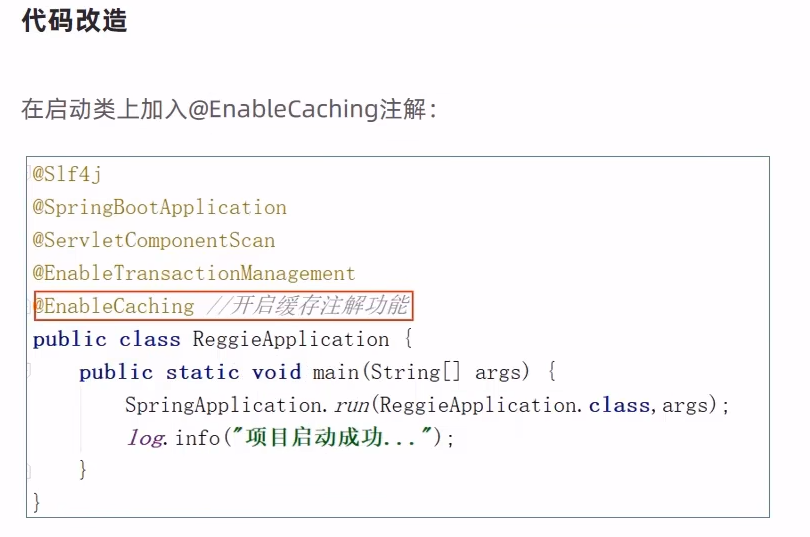 代码改造
在启动类上加入@EnableCaching注解：
@Slf4j
@SpringBootApplication
@ServletComponentScan
@EnableTransactionManagement
@EnableCaching //开启缓存注解功能
public class ReggieApplication {
    public static void main(String[] args) {
        SpringApplication.run(ReggieApplication.class,args);
        log.info("项目启动成功...");
    }
}